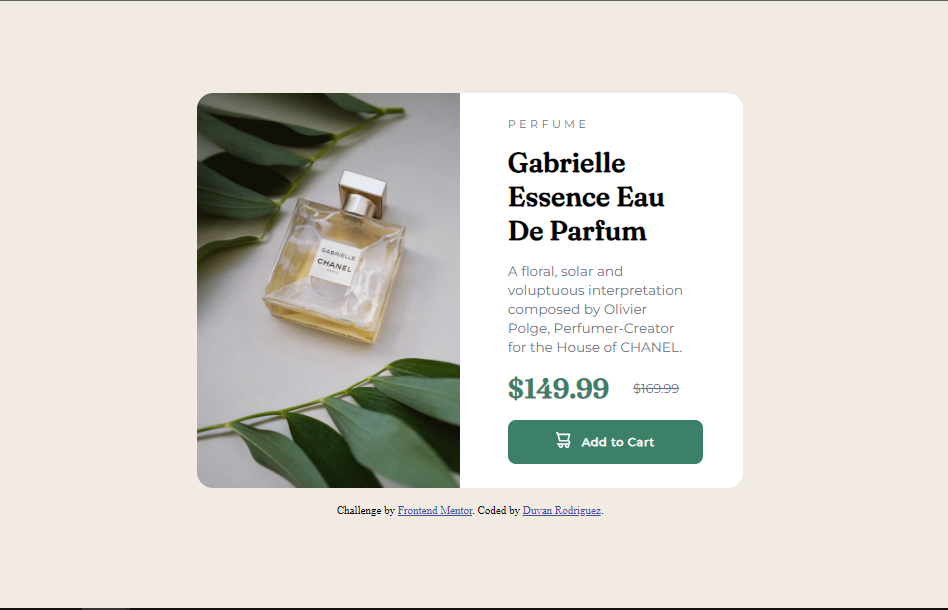 PERFUME
Gabrielle
Essence Eau
De Parfum
A floral, solar and
voluptuous interpretation
composed by Olivier
Polge, Perfumer-Creator
for the House of CHANEL.
$149.99 $169.99
Add to Cart
GABRIELLE
CHANEL
PARIS
Challenge by Frontend Mentor. Coded by Duvan Rodriguez.